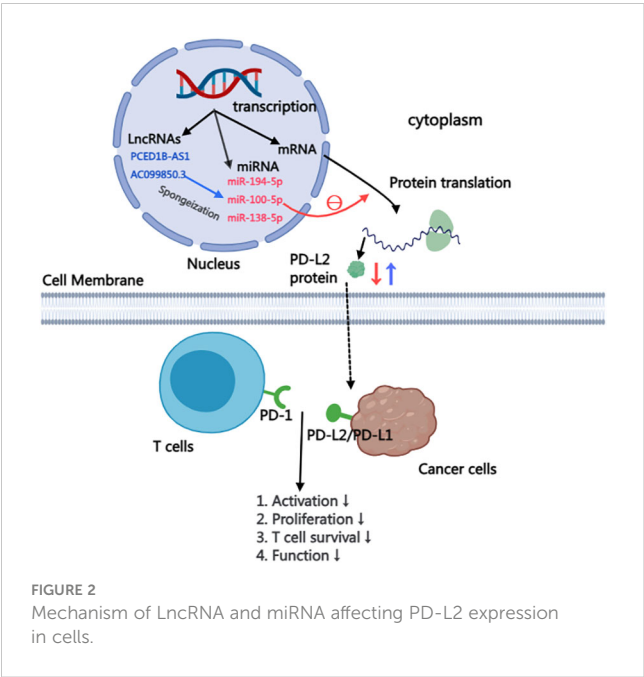 transcription
cytoplasm
LncRNAs
mRNA
PCED1B-AS1
miRNA
AC099850.3
miR-194-5p
Protein translation
Spongeization
miR-100-5p
miR-138-5p
Nucleus
PD-L2
protein
Cell Membrane
PD-1
PD-L2/PD-L1
T cells
Cancer cells
1. Activation ↓
2. Proliferation ↓
3. T cell survival ↓
4. Function ↓
FIGURE 2
Mechanism of LncRNA and miRNA affecting PD-L2 expression
in cells.